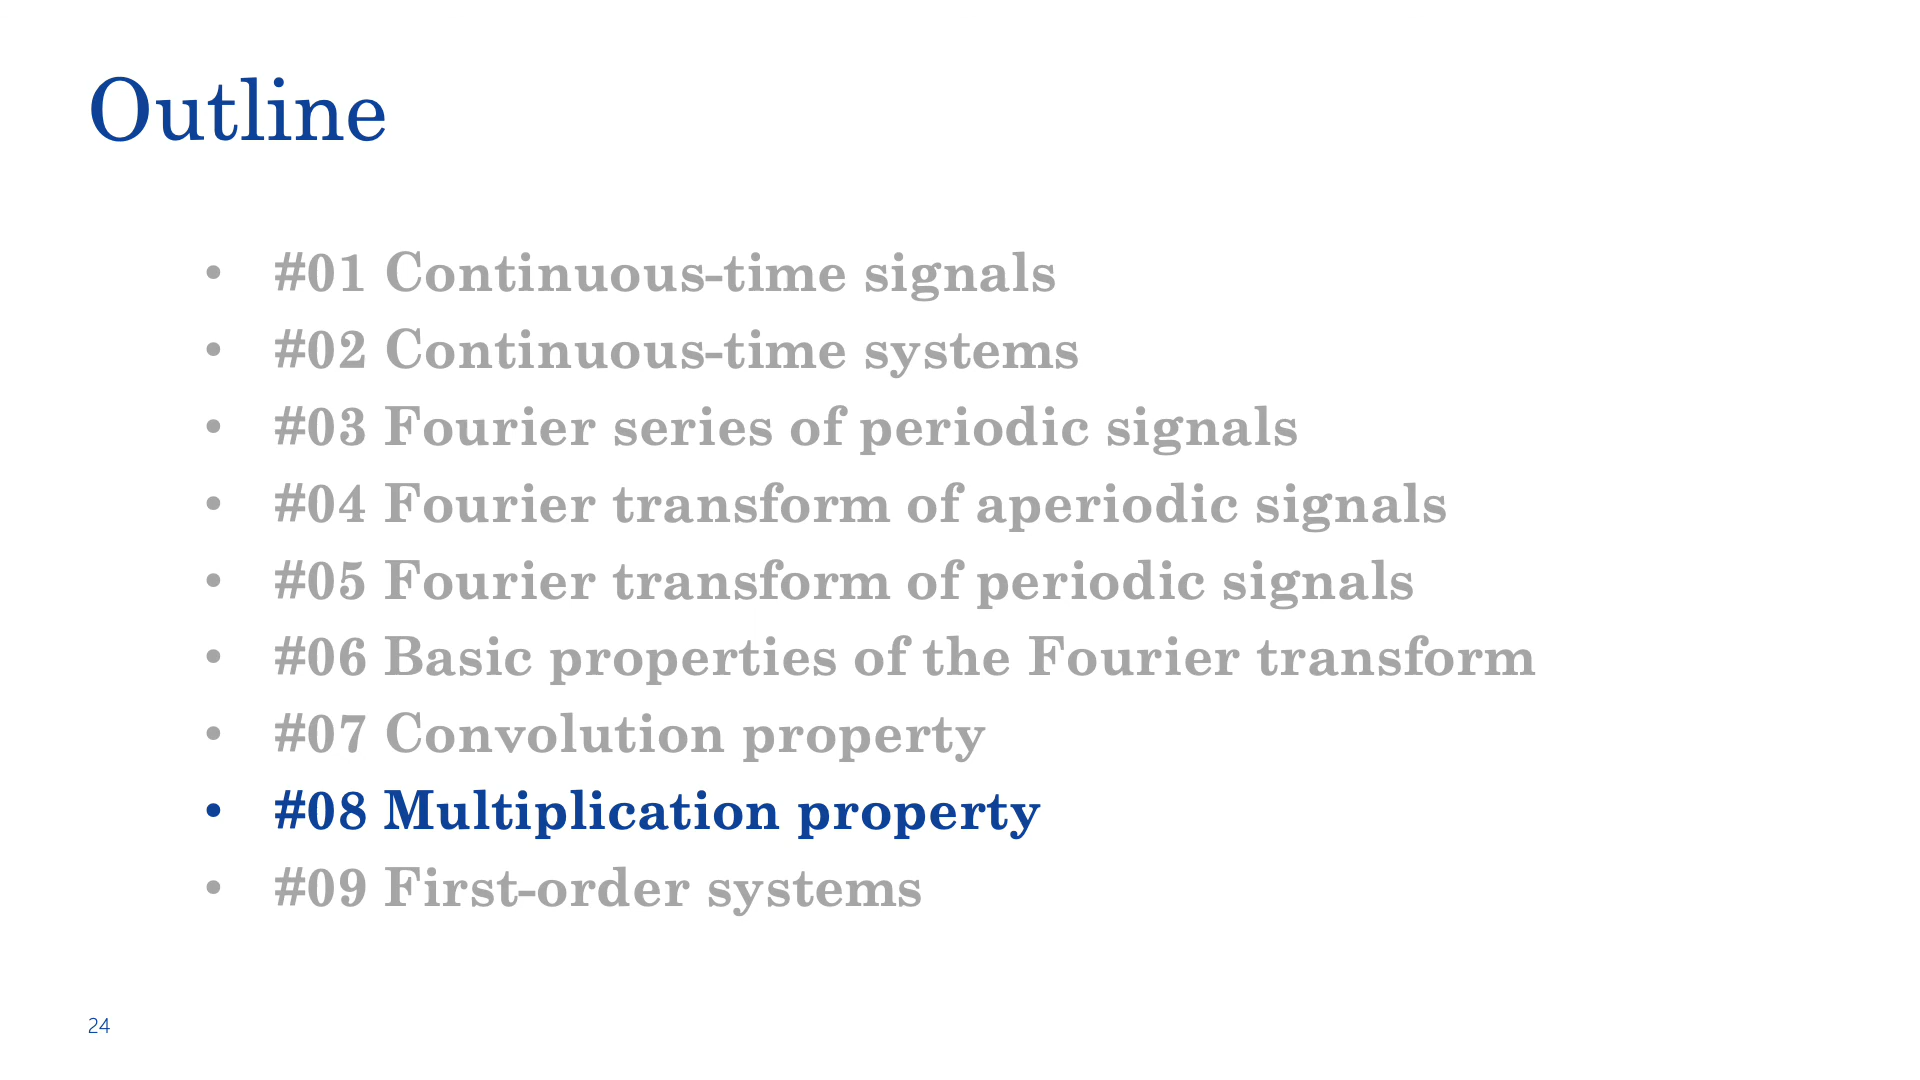 Outline
• #01 Continuous-time signals
• #02 Continuous-time systems
• #03 Fourier series of periodic signals
• #04 Fourier transform of aperiodic signals
• #05 Fourier transform of periodic signals
• #06 Basic properties of the Fourier transform
• #07 Convolution property
• #08 Multiplication property
• #09 First-order systems
24